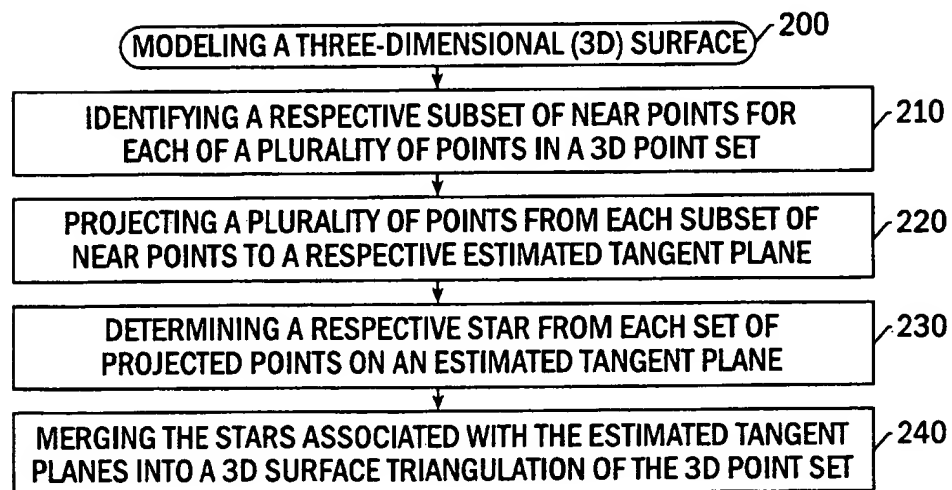 MODELING A THREE-DIMENSIONAL (3D) SURFACE
200
IDENTIFYING A RESPECTIVE SUBSET OF NEAR POINTS FOR
EACH OF A PLURALITY OF POINTS IN A 3D POINT SET
210
PROJECTING A PLURALITY OF POINTS FROM EACH SUBSET OF
NEAR POINTS TO A RESPECTIVE ESTIMATED TANGENT PLANE
220
DETERMINING A RESPECTIVE STAR FROM EACH SET OF
PROJECTED POINTS ON AN ESTIMATED TANGENT PLANE
230
MERGING THE STARS ASSOCIATED WITH THE ESTIMATED TANGENT
PLANES INTO A 3D SURFACE TRIANGULATION OF THE 3D POINT SET
240